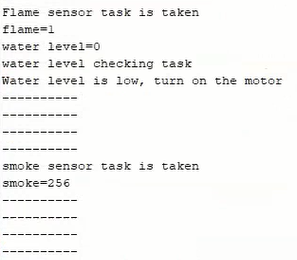 Flame sensor task is taken
flame=1
water level=0
water level checking task
Water level is low, turn on the motor
----------
----------
----------
----------
smoke sensor task is taken
smoke=256
----------
----------
----------
----------